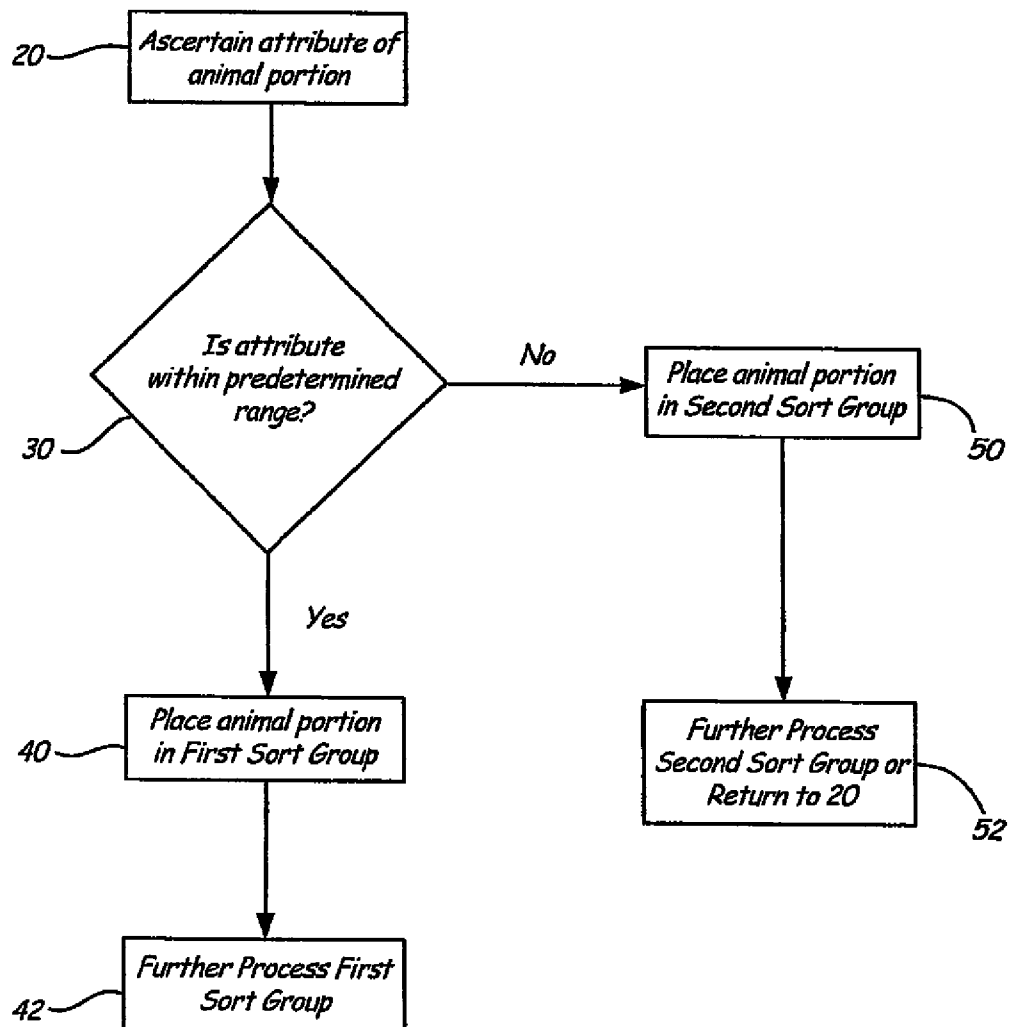 20
Ascertain attribute of
animal portion
Is attribute
within predetermined
range?
30
No
Place animal portion
in Second Sort Group
50
Yes
Place animal portion
in First Sort Group
40
Further Process
Second Sort Group or
Return to 20
52
Further Process First
Sort Group
42